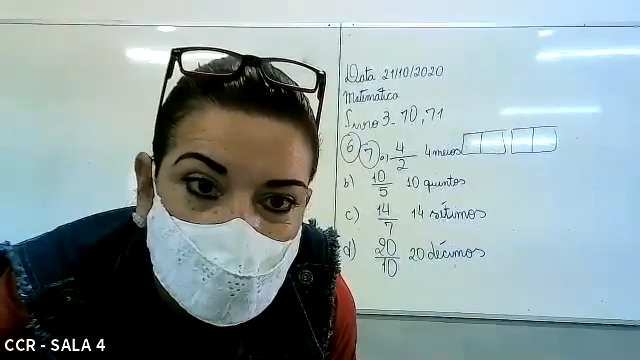 Data 21/10/2020
Matemática
Livro 3 - 70, 71
6 7 a) 4/2 4 meios
b) 10/5 10 quintos
c) 14/7 14 sétimos
d) 20/10 20 décimos
CCR - SALA 4